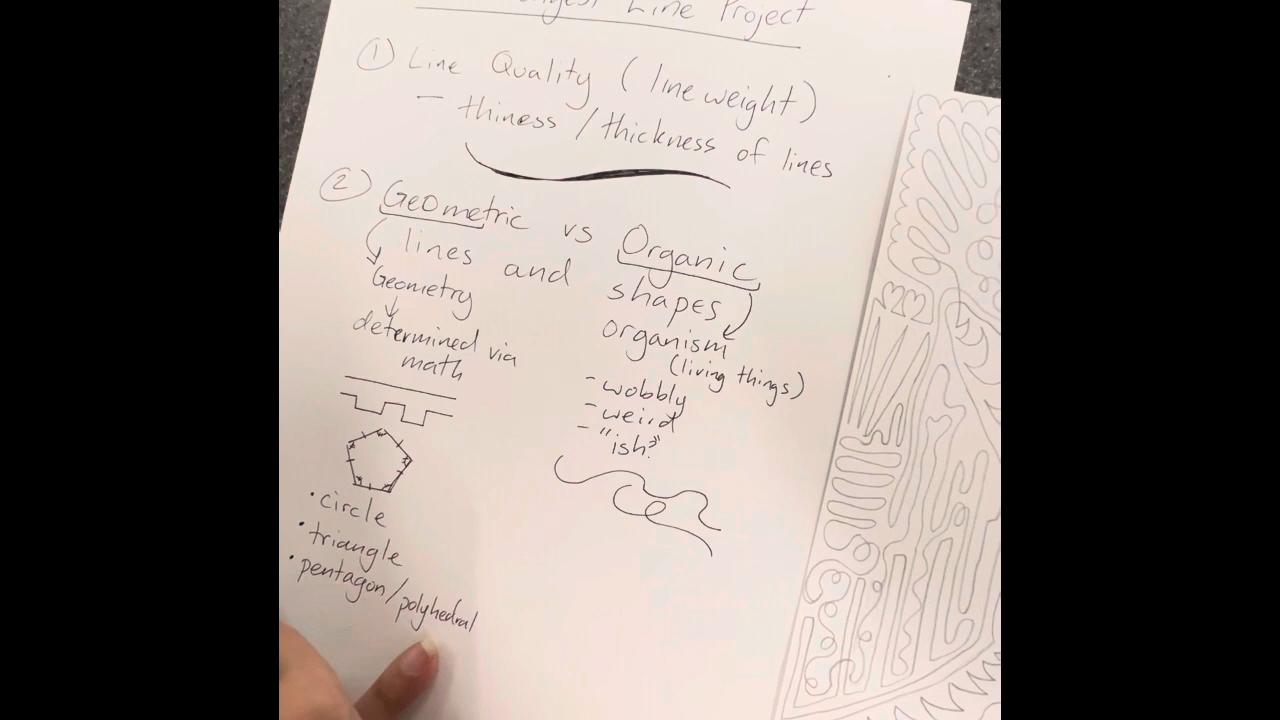 Line Project
① Line Quality (line weight)
– thiness / thickness of lines
② Geometric vs Organic
lines and shapes
Geometry
determined via
math
organism
(living things)
- wobbly
- weird
- "ish"
• circle
• triangle
• pentagon/polyhedral